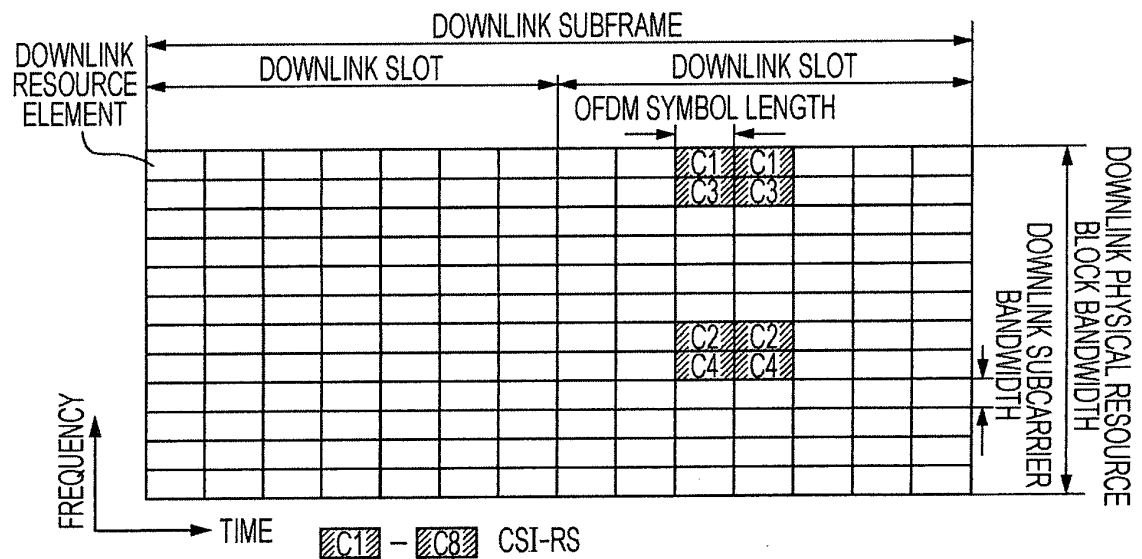 DOWNLINK SUBFRAME
DOWNLINK
RESOURCE
ELEMENT
DOWNLINK SLOT
DOWNLINK SLOT
OFDM SYMBOL LENGTH
C1 C1
C3 C3
C2 C2
C4 C4
DOWNLINK SUBCARRIER
BANDWIDTH
DOWNLINK PHYSICAL RESOURCE
BLOCK BANDWIDTH
FREQUENCY
TIME
C1 – C8 CSI-RS